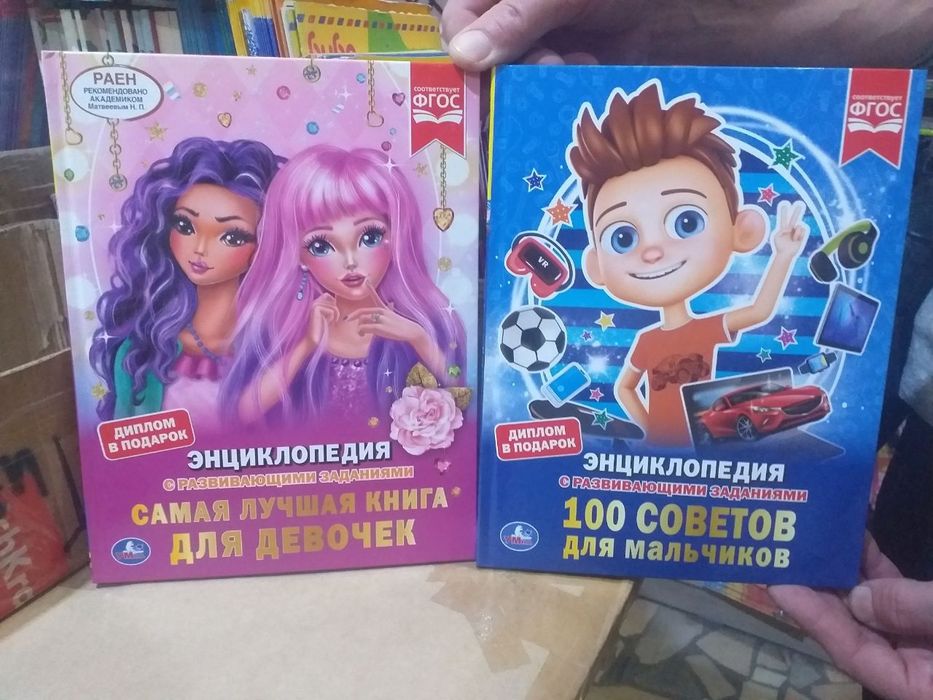 РАЕН
РЕКОМЕНДОВАНО
АКАДЕМИКОМ
Матвеевым Н. П.
соответствует
ФГОС
ДИПЛОМ
В ПОДАРОК
ЭНЦИКЛОПЕДИЯ
С РАЗВИВАЮЩИМИ ЗАДАНИЯМИ
САМАЯ ЛУЧШАЯ КНИГА
ДЛЯ ДЕВОЧЕК
соответствует
ФГОС
VR
ДИПЛОМ
В ПОДАРОК
ЭНЦИКЛОПЕДИЯ
С РАЗВИВАЮЩИМИ ЗАДАНИЯМИ
100 СОВЕТОВ
ДЛЯ МАЛЬЧИКОВ